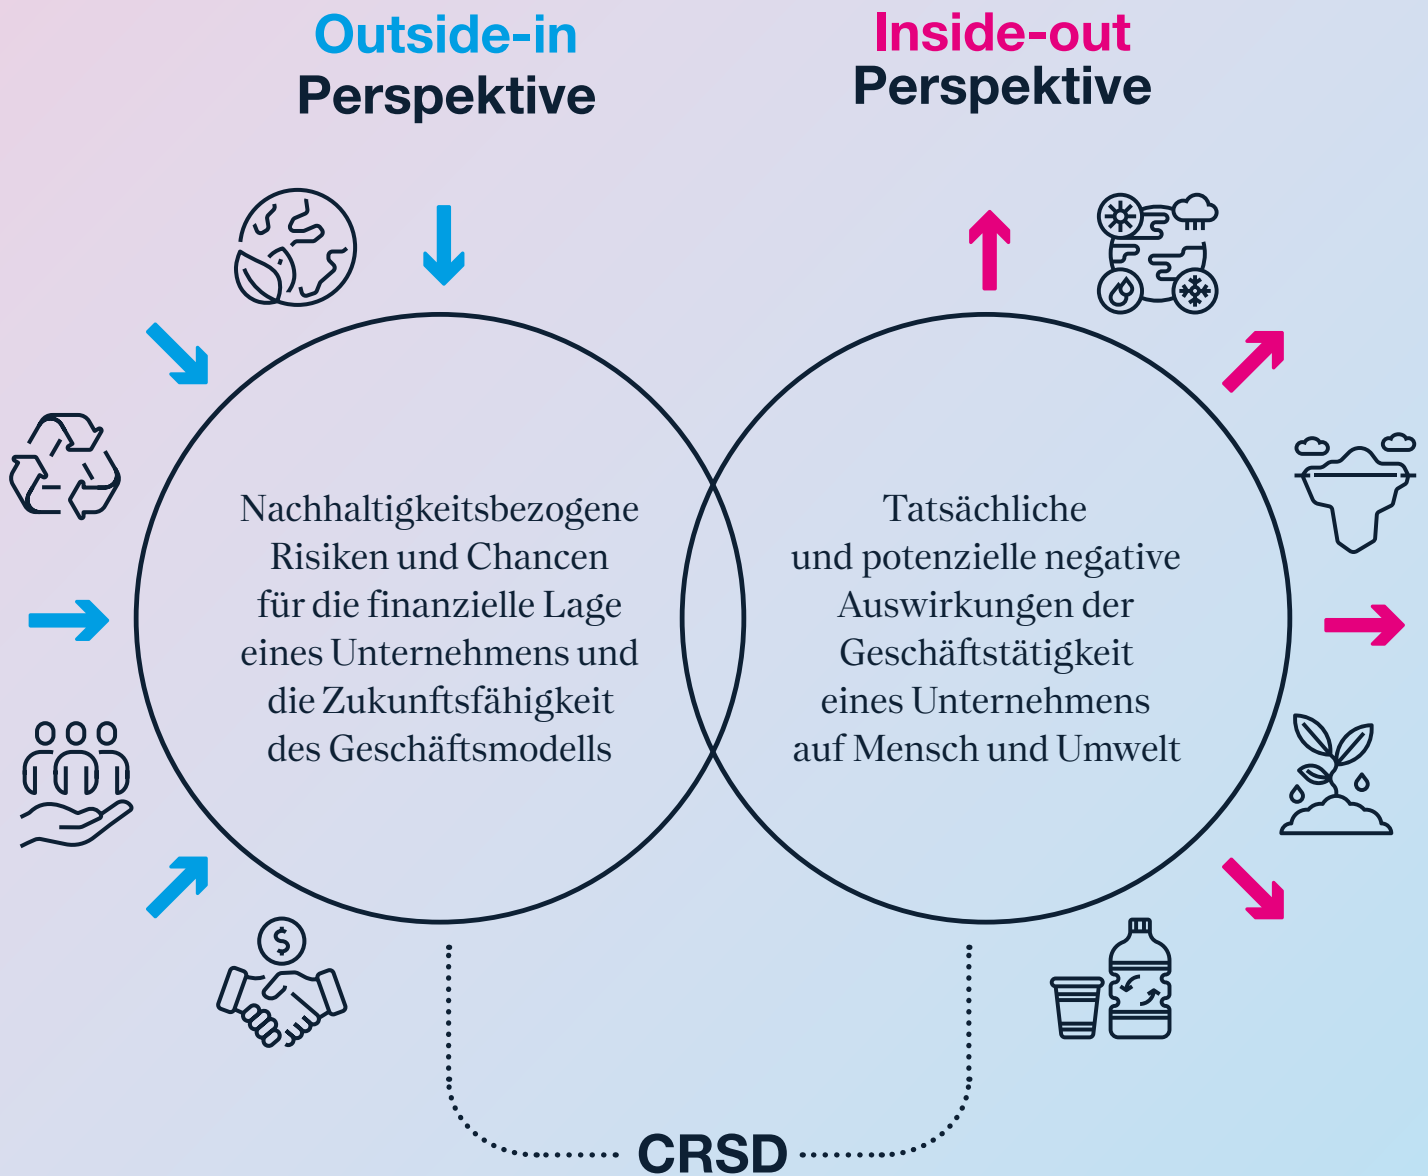 Outside-in
Perspektive
Inside-out
Perspektive
$
Nachhaltigkeitsbezogene
Risiken und Chancen
für die finanzielle Lage
eines Unternehmens und
die Zukunftsfähigkeit
des Geschäftsmodells
Tatsächliche
und potenzielle negative
Auswirkungen der
Geschäftstätigkeit
eines Unternehmens
auf Mensch und Umwelt
CRSD